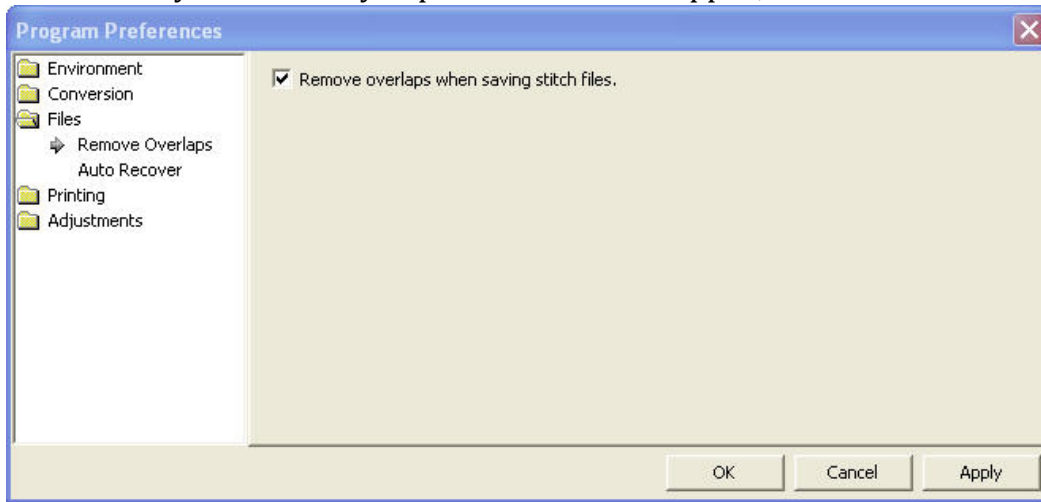 Program Preferences
Environment
Conversion
Files
Remove Overlaps
Auto Recover
Printing
Adjustments
Remove overlaps when saving stitch files.
OK Cancel Apply